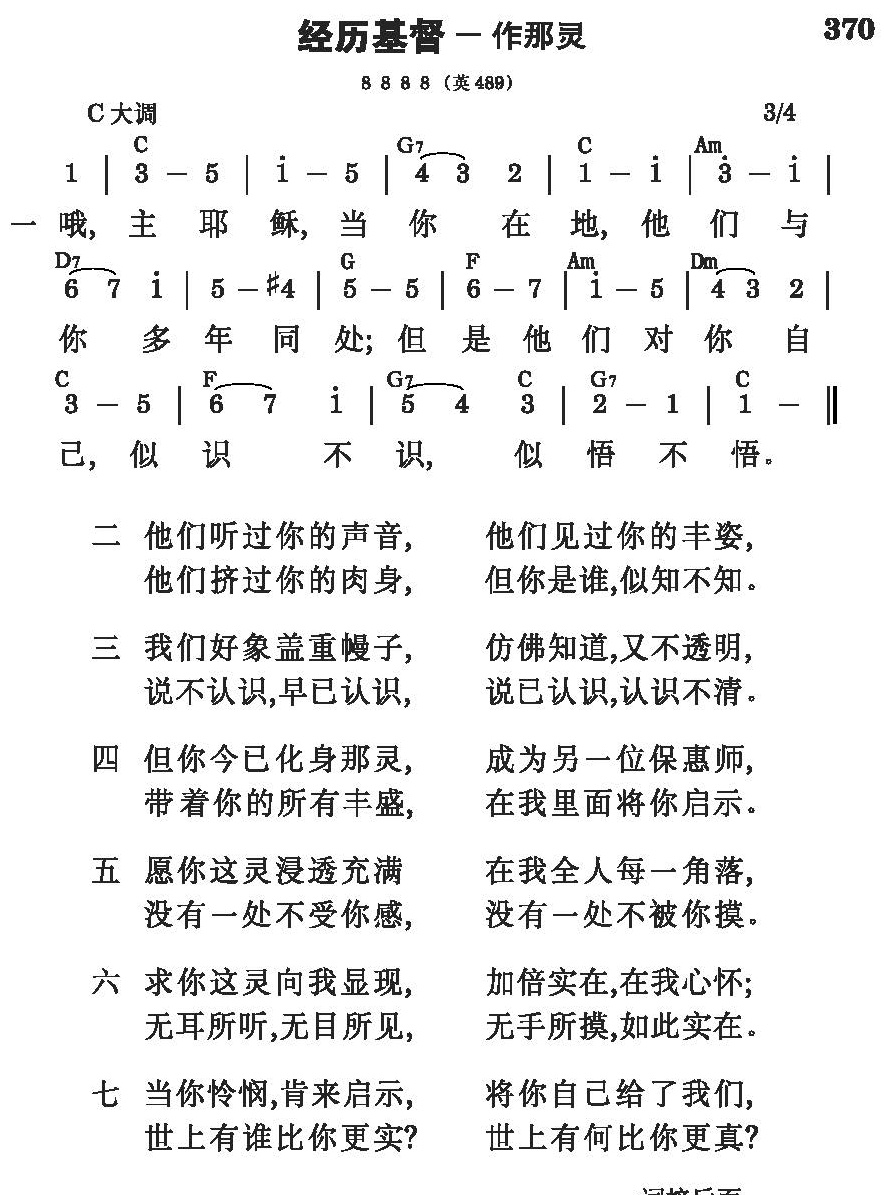 经历基督－作那灵
370
8 8 8 8（英 489）
C 大调 3/4
C G7 C Am
1 | 3 － 5 | i̇ － 5 | 4 3 2 | 1 － i̇ | 3̇ － i̇ |
一 哦, 主 耶 稣, 当 你 在 地, 他 们 与
D7 G F Am Dm
6 7 i̇ | 5 － ♯4 | 5 － 5 | 6 － 7 | i̇ － 5 | 4 3 2 |
你 多 年 同 处; 但 是 他 们 对 你 自
C F G7 C G7 C
3 － 5 | 6 7 i̇ | 5 4 3 | 2 － 1 | 1 － ‖
己, 似 识 不 识, 似 悟 不 悟。
二 他们听过你的声音, 他们见过你的丰姿,
他们挤过你的肉身, 但你是谁,似知不知。
三 我们好象盖重幔子, 仿佛知道,又不透明,
说不认识,早已认识, 说已认识,认识不清。
四 但你今已化身那灵, 成为另一位保惠师,
带着你的所有丰盛, 在我里面将你启示。
五 愿你这灵浸透充满 在我全人每一角落,
没有一处不受你感, 没有一处不被你摸。
六 求你这灵向我显现, 加倍实在,在我心怀;
无耳所听,无目所见, 无手所摸,如此实在。
七 当你怜悯,肯来启示, 将你自己给了我们,
世上有谁比你更实? 世上有何比你更真?